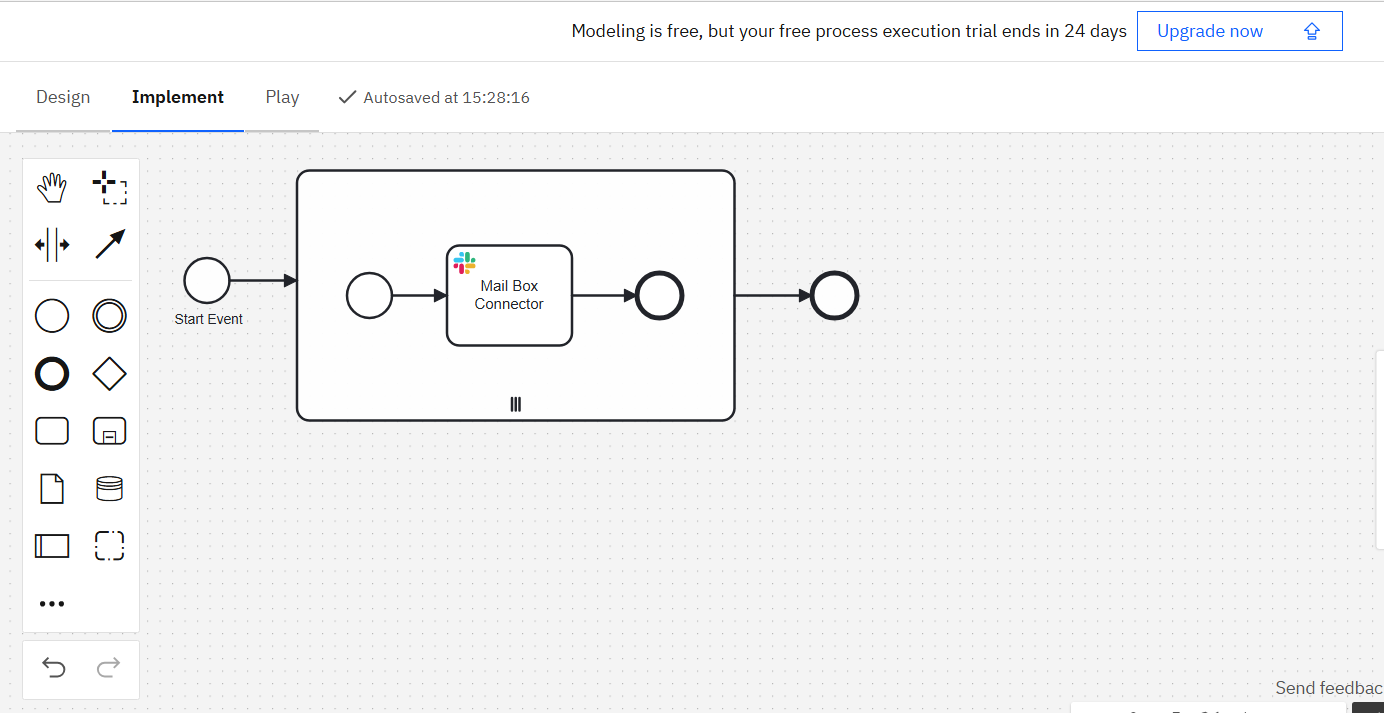 Modeling is free, but your free process execution trial ends in 24 days
Upgrade now
Design
Implement
Play
Autosaved at 15:28:16
Start Event
Mail Box
Connector
Send feedbac